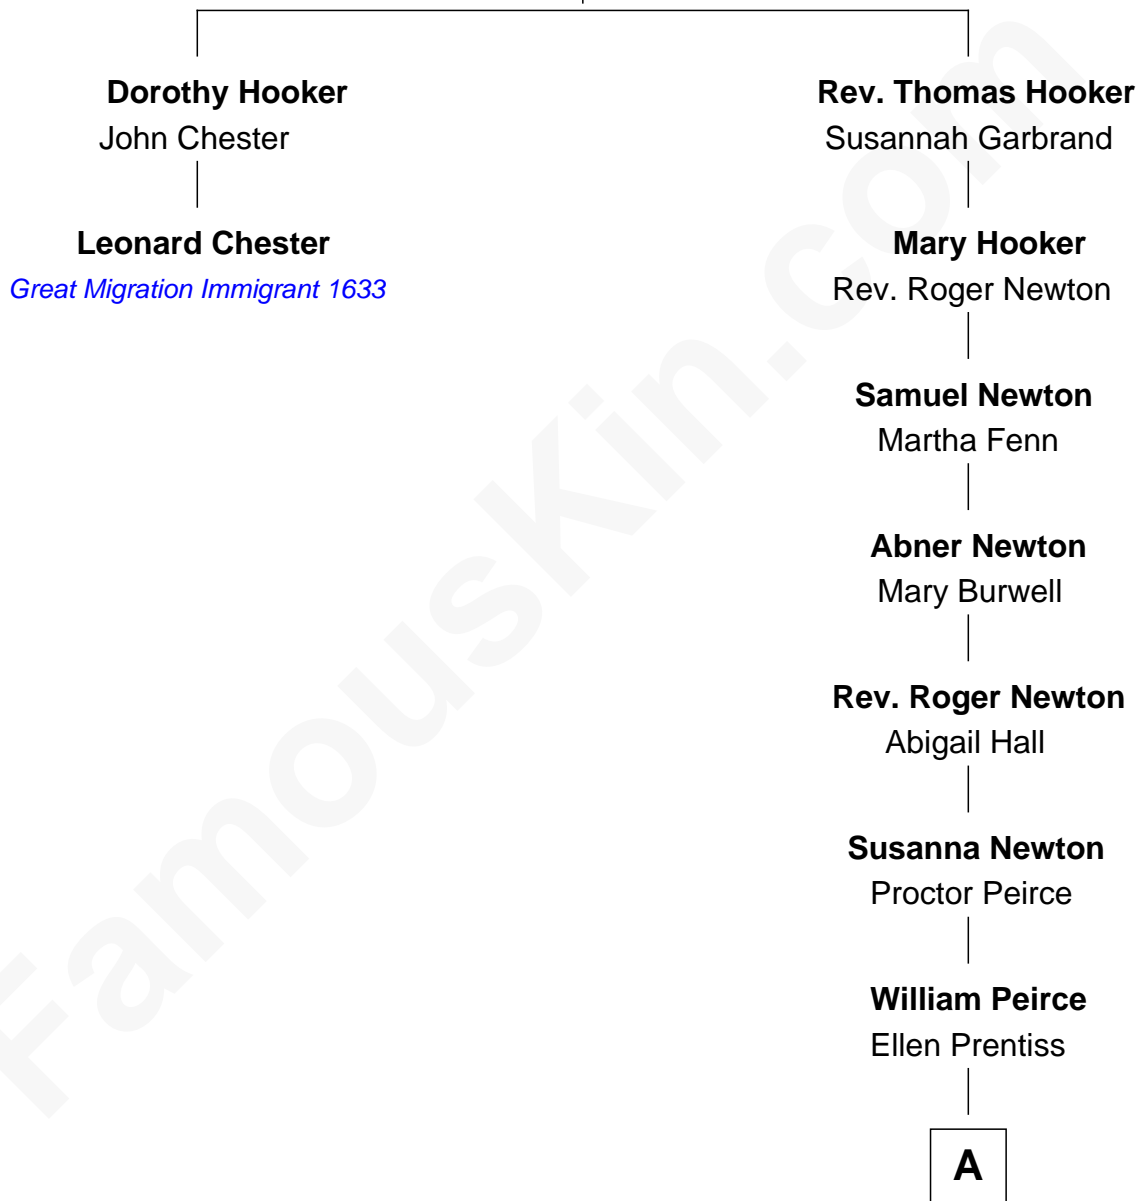 Dorothy Hooker
John Chester
Leonard Chester
Great Migration Immigrant 1633
Rev. Thomas Hooker
Susannah Garbrand
Mary Hooker
Rev. Roger Newton
Samuel Newton
Martha Fenn
Abner Newton
Mary Burwell
Rev. Roger Newton
Abigail Hall
Susanna Newton
Proctor Peirce
William Peirce
Ellen Prentiss
A
FamousKin.com